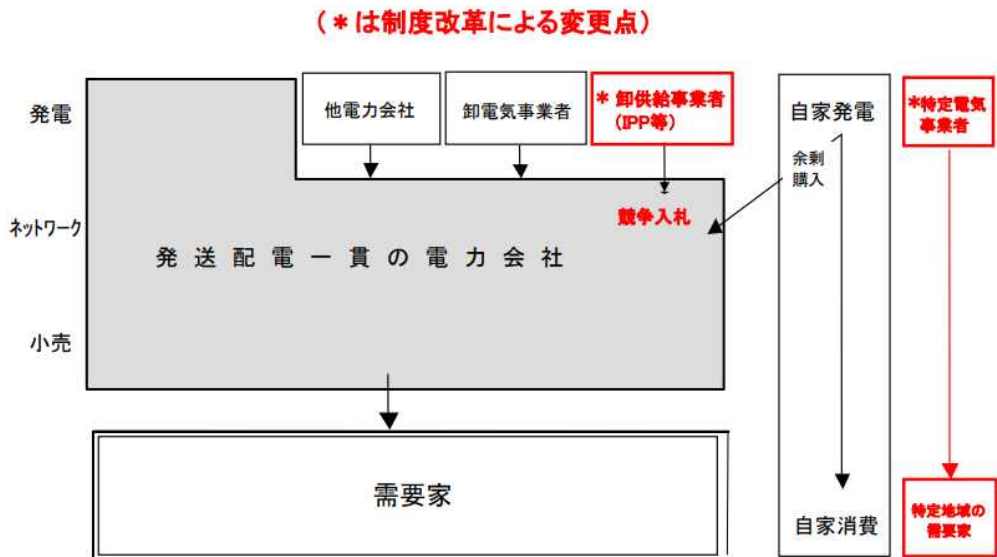 （＊は制度改革による変更点）
発電
他電力会社
卸電気事業者
＊卸供給事業者
(IPP等)
自家発電
＊特定電気
事業者
余剰
購入
ﾈｯﾄﾜｰｸ
競争入札
発送配電一貫の電力会社
小売
需要家
自家消費
特定地域の
需要家